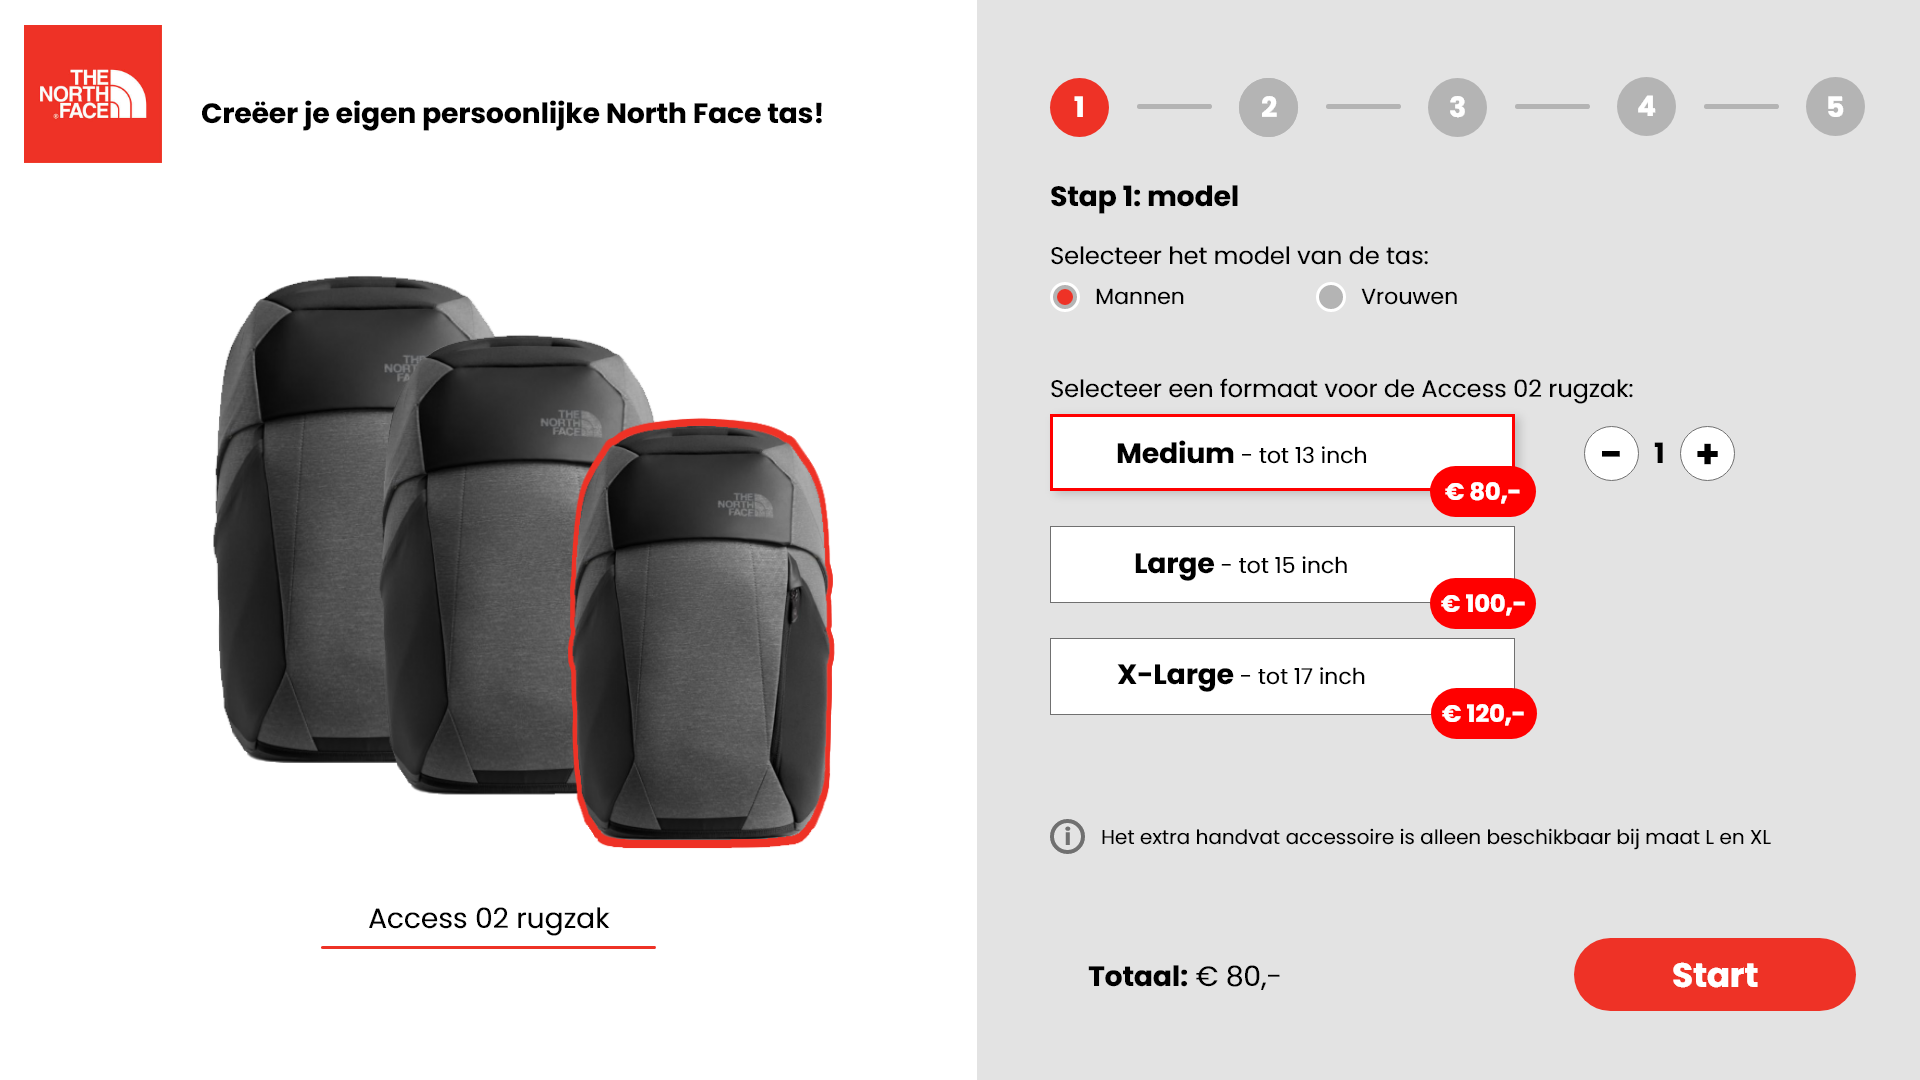 THE
NORTH
FACE
Creëer je eigen persoonlijke North Face tas!
THE
NORTH
FACE
THE
NORTH
FACE
Access 02 rugzak
1 2 3 4 5
Stap 1: model
Selecteer het model van de tas:
Mannen Vrouwen
Selecteer een formaat voor de Access 02 rugzak:
Medium - tot 13 inch
€ 80,-
- 1 +
Large - tot 15 inch
€ 100,-
X-Large - tot 17 inch
€ 120,-
Het extra handvat accessoire is alleen beschikbaar bij maat L en XL
Totaal: € 80,-
Start